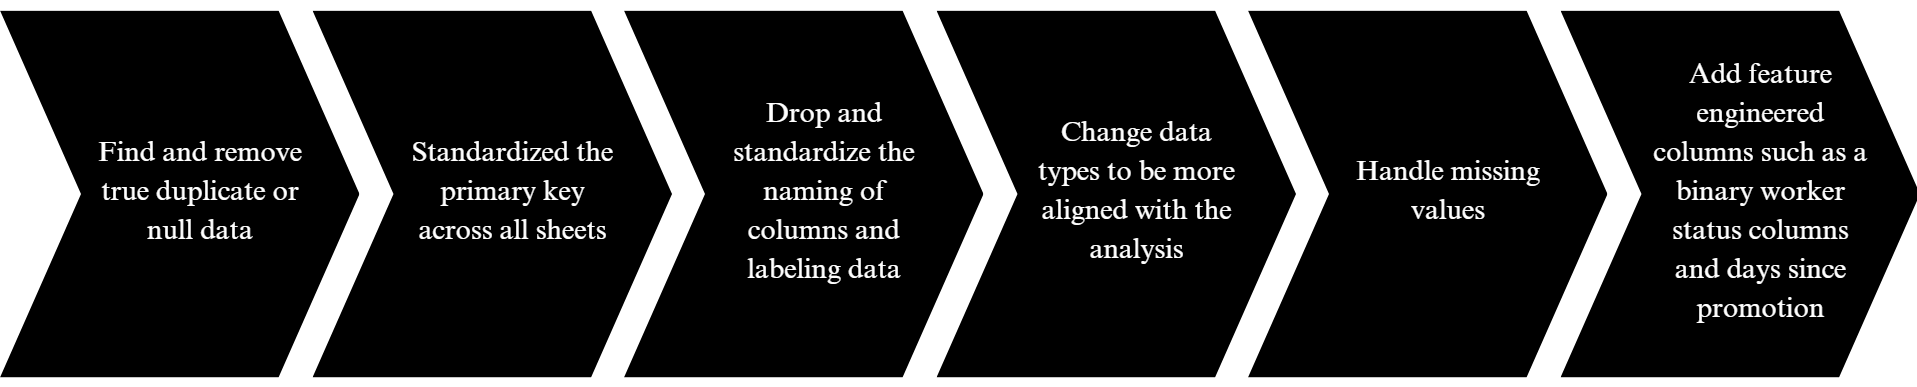 Find and remove
true duplicate or
null data
Standardized the
primary key
across all sheets
Drop and
standardize the
naming of
columns and
labeling data
Change data
types to be more
aligned with the
analysis
Handle missing
values
Add feature
engineered
columns such as a
binary worker
status columns
and days since
promotion